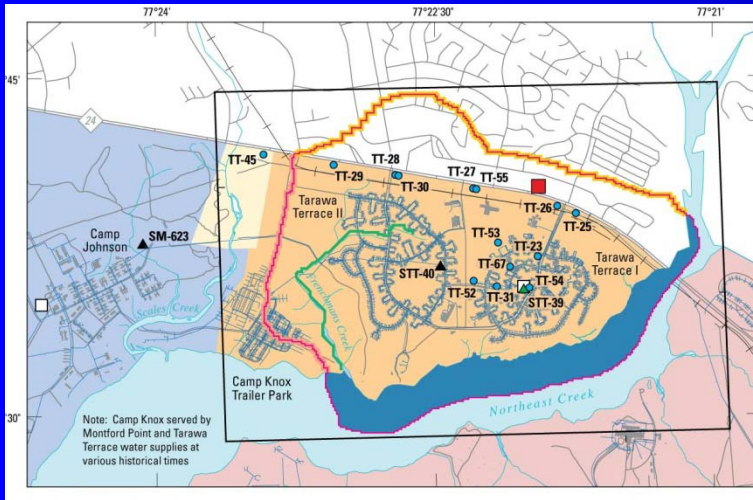 77°24'
77°22'30"
77°21'
°45'
24
TT-45
TT-28
TT-29
TT-30
TT-27
TT-55
TT-26
TT-25
Tarawa
Terrace II
Camp
Johnson
SM-623
TT-53
TT-23
Tarawa
Terrace I
TT-67
STT-40
TT-52
TT-31
TT-54
STT-39
Scales Creek
Frenchmans Creek
Camp Knox
Trailer Park
Northeast Creek
°30'
Note: Camp Knox served by
Montford Point and Tarawa
Terrace water supplies at
various historical times